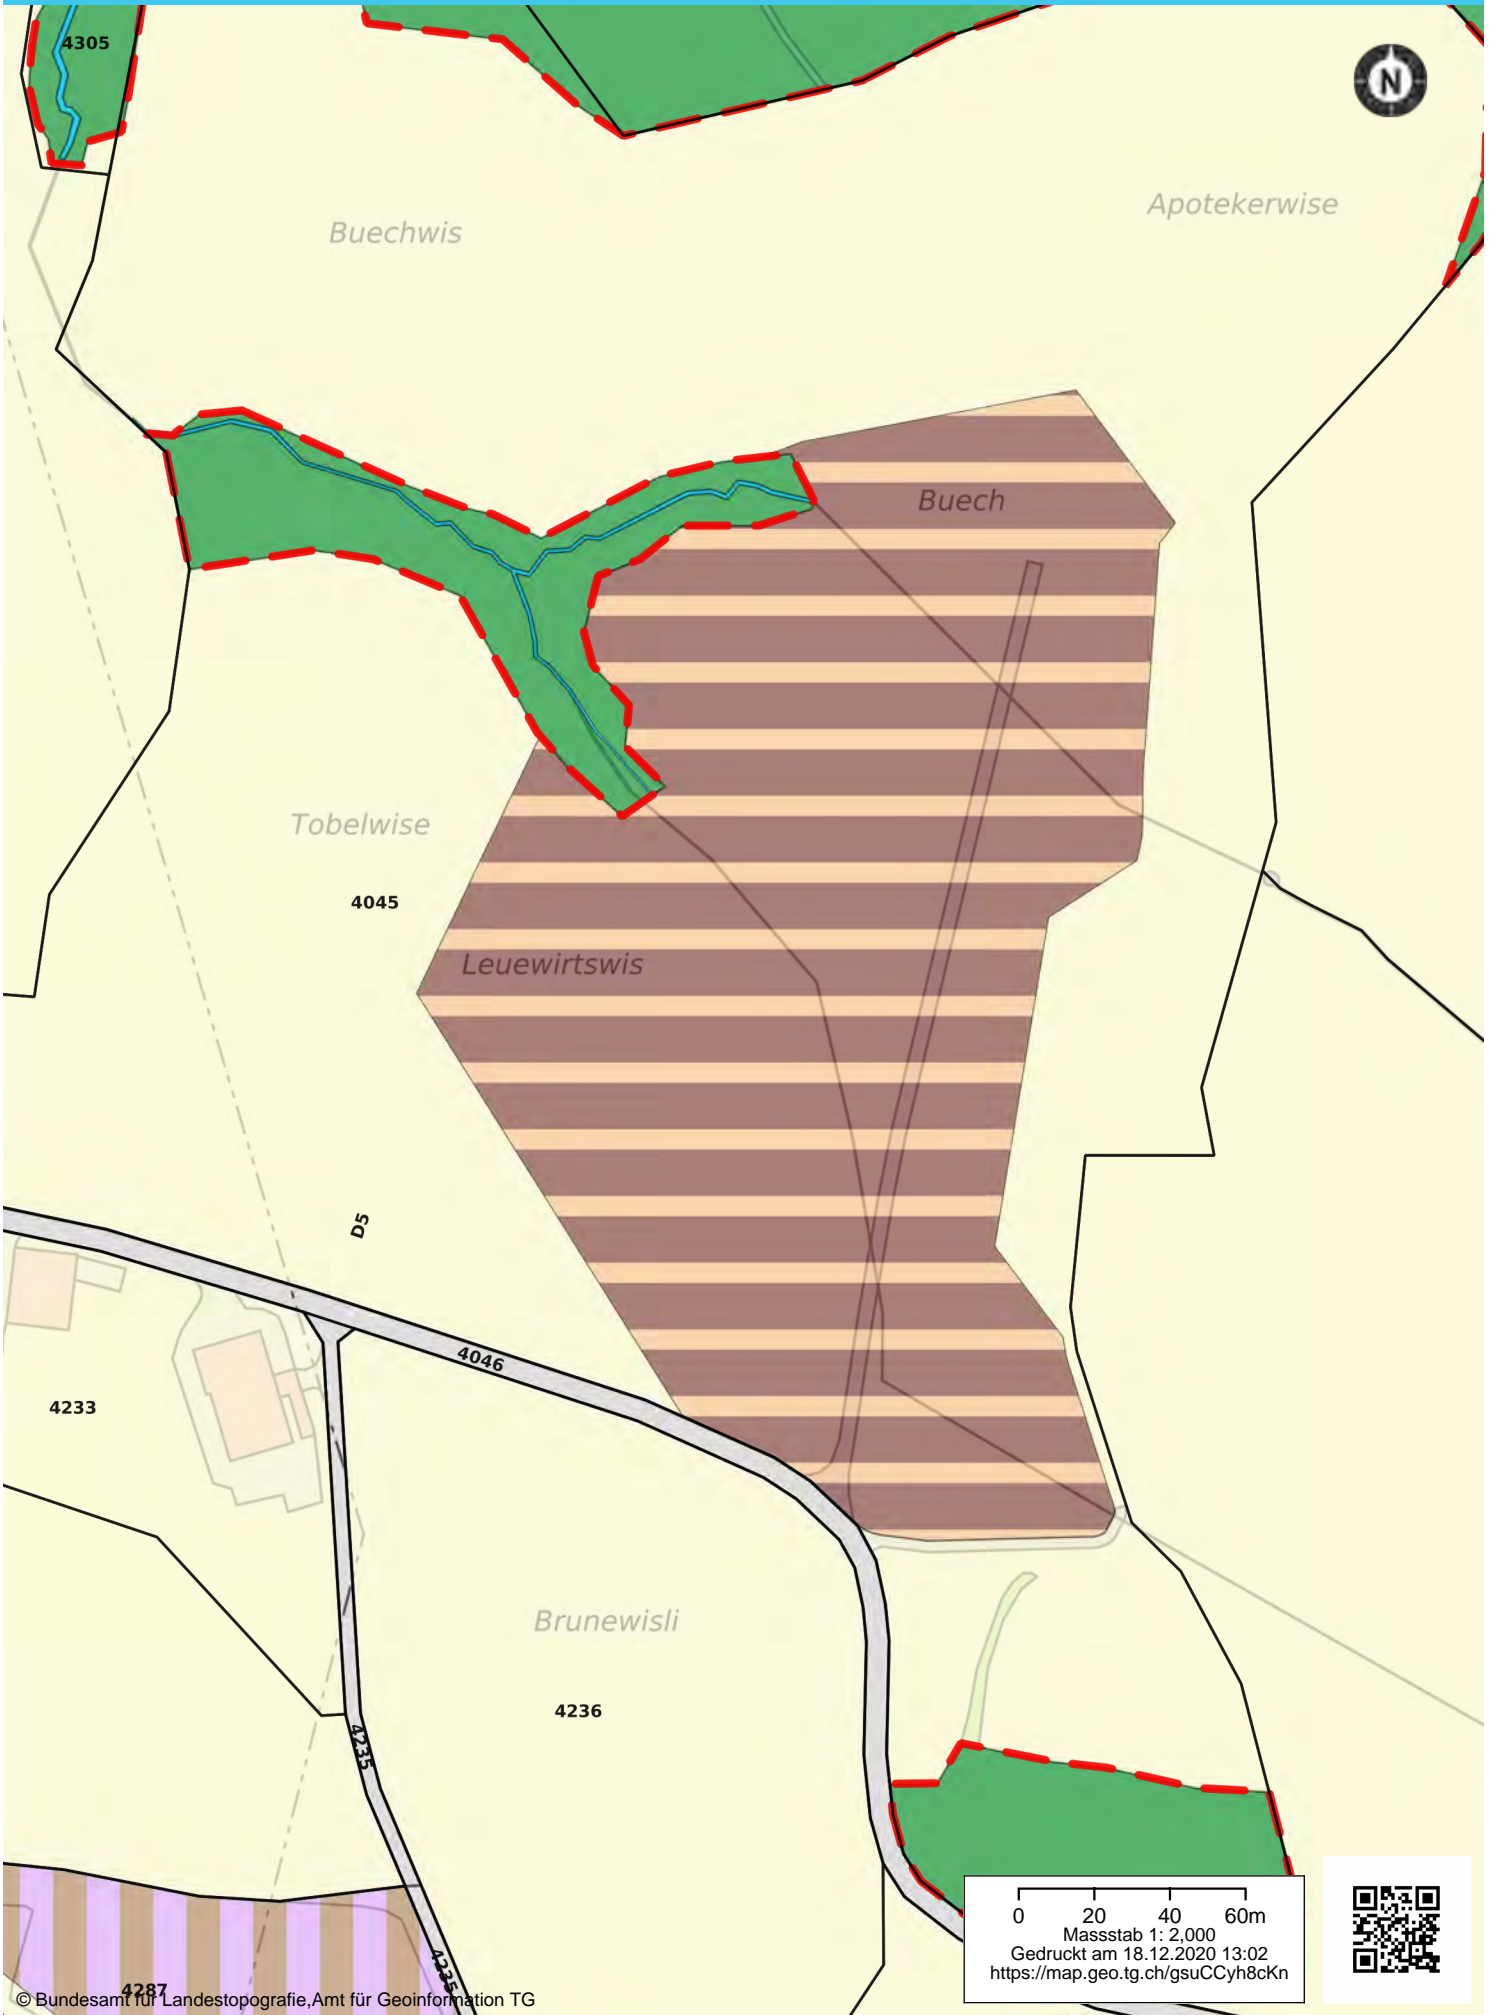 4305
N
Apotekerwise
Buechwis
Buech
Tobelwise
4045
Leuewirtswis
D5
4046
4233
Brunewisli
4236
4235
4235
4287
0 20 40 60m
Massstab 1: 2,000
Gedruckt am 18.12.2020 13:02
https://map.geo.tg.ch/gsuCCyh8cKn
© Bundesamt für Landestopografie,Amt für Geoinformation TG